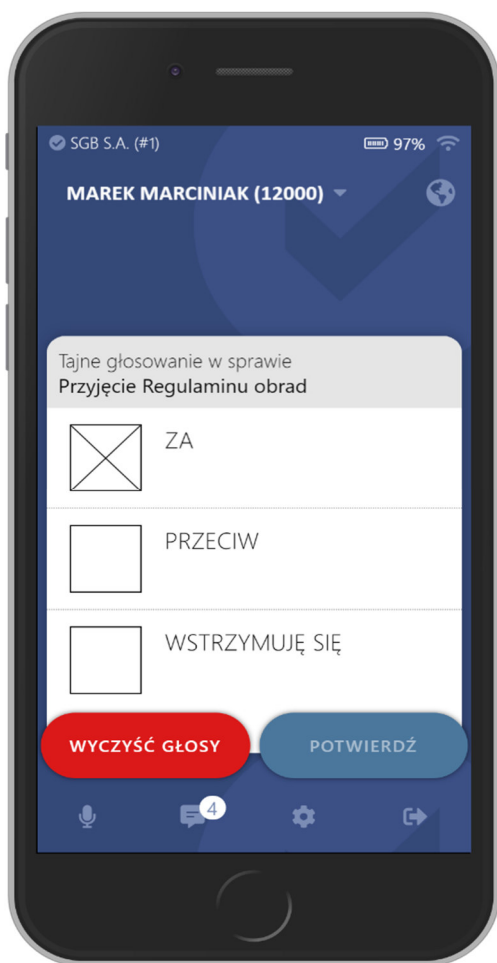 SGB S.A. (#1) 97%
MAREK MARCINIAK (12000)
Tajne głosowanie w sprawie
Przyjęcie Regulaminu obrad
ZA
PRZECIW
WSTRZYMUJĘ SIĘ
WYCZYŚĆ GŁOSY POTWIERDŹ
4